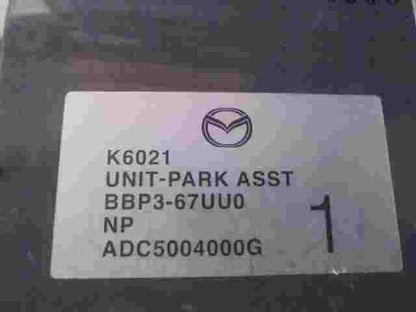 K6021
UNIT-PARK ASST
BBP3-67UU0
NP
ADC5004000G
1